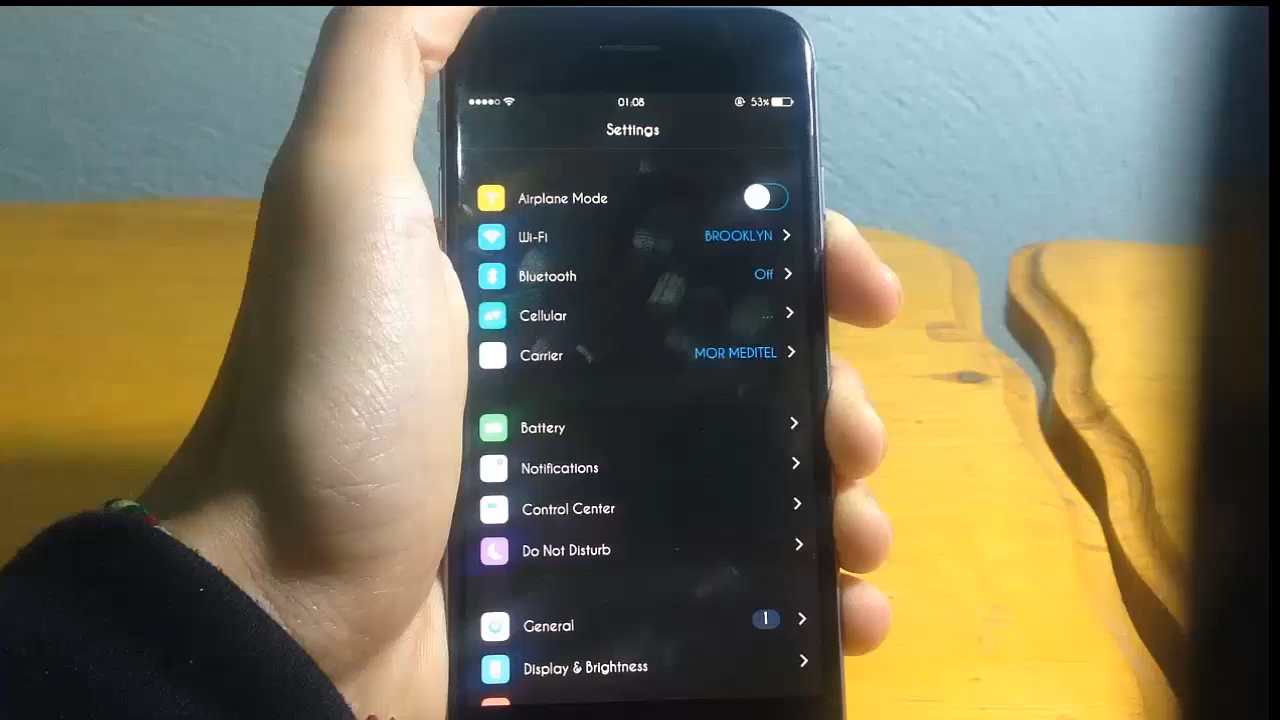 01:08 53%
Settings
Airplane Mode
Wi-Fi BROOKLYN
Bluetooth Off
Cellular ...
Carrier MOR MEDITEL
Battery
Notifications
Control Center
Do Not Disturb
General 1
Display & Brightness